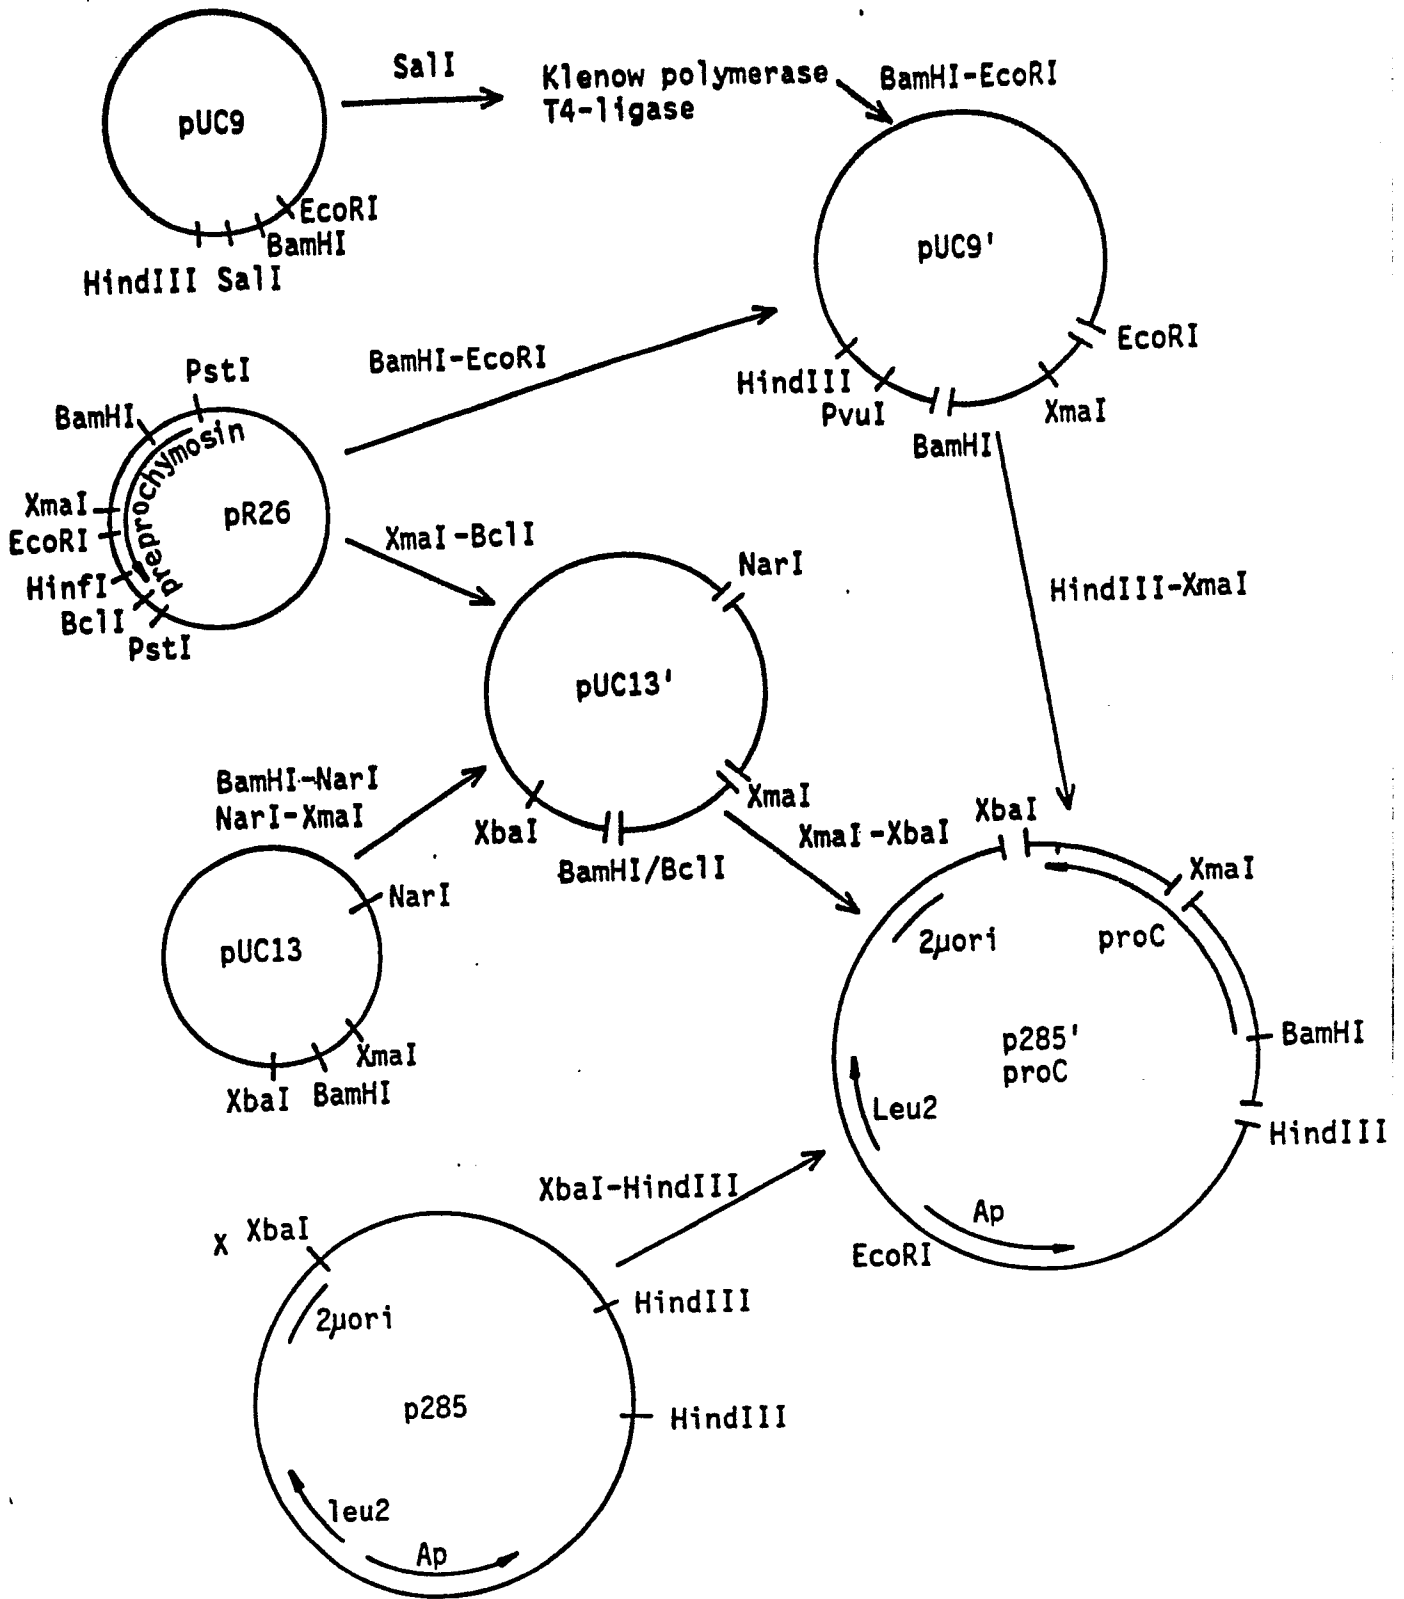 pUC9
SalI
Klenow polymerase
T4-ligase
BamHI-EcoRI
EcoRI
BamHI
HindIII SalI
pUC9'
EcoRI
HindIII
PvuI
XmaI
BamHI
BamHI-EcoRI
PstI
BamHI
preprochymosin
XmaI
EcoRI
pR26
HinfI
BclI
PstI
XmaI-BclI
NarI
HindIII-XmaI
pUC13'
BamHI-NarI
NarI-XmaI
XmaI
XbaI
BamHI/BclI
XmaI-XbaI
XbaI
XmaI
NarI
pUC13
XmaI
XbaI BamHI
2µori
proC
p285'
proC
BamHI
Leu2
HindIII
XbaI-HindIII
Ap
EcoRI
X XbaI
2µori
HindIII
p285
HindIII
leu2
Ap